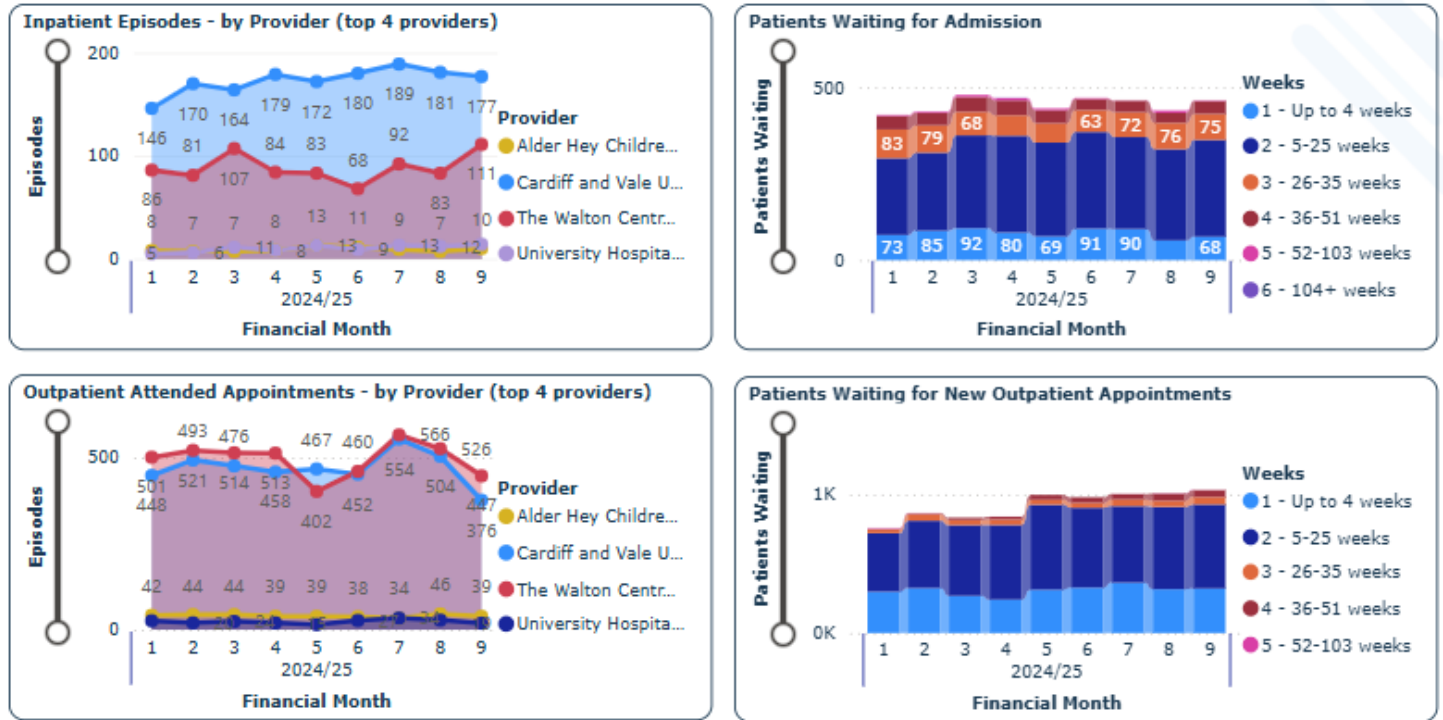 Inpatient Episodes - by Provider (top 4 providers)
Episodes
200
100
0
146 170 164 179 172 180 189 181 177
86 81 107 84 83 68 92 83 111
8 7 7 8 13 11 9 7 10
5 6 11 8 13 9 13 12
1 2 3 4 5 6 7 8 9
2024/25
Financial Month
Provider
Alder Hey Childre...
Cardiff and Vale U...
The Walton Centr...
University Hospita...
Patients Waiting for Admission
Patients Waiting
500
0
83 79 68 63 72 76 75
73 85 92 80 69 91 90 68
1 2 3 4 5 6 7 8 9
2024/25
Financial Month
Weeks
1 - Up to 4 weeks
2 - 5-25 weeks
3 - 26-35 weeks
4 - 36-51 weeks
5 - 52-103 weeks
6 - 104+ weeks
Outpatient Attended Appointments - by Provider (top 4 providers)
Episodes
500
0
493 476 467 460 566 526
501 521 514 513 554 504 447
448 458 402 452 376
42 44 44 39 39 38 34 46 39
1 2 3 4 5 6 7 8 9
2024/25
Financial Month
Provider
Alder Hey Childre...
Cardiff and Vale U...
The Walton Centr...
University Hospita...
Patients Waiting for New Outpatient Appointments
Patients Waiting
1K
0K
1 2 3 4 5 6 7 8 9
2024/25
Financial Month
Weeks
1 - Up to 4 weeks
2 - 5-25 weeks
3 - 26-35 weeks
4 - 36-51 weeks
5 - 52-103 weeks